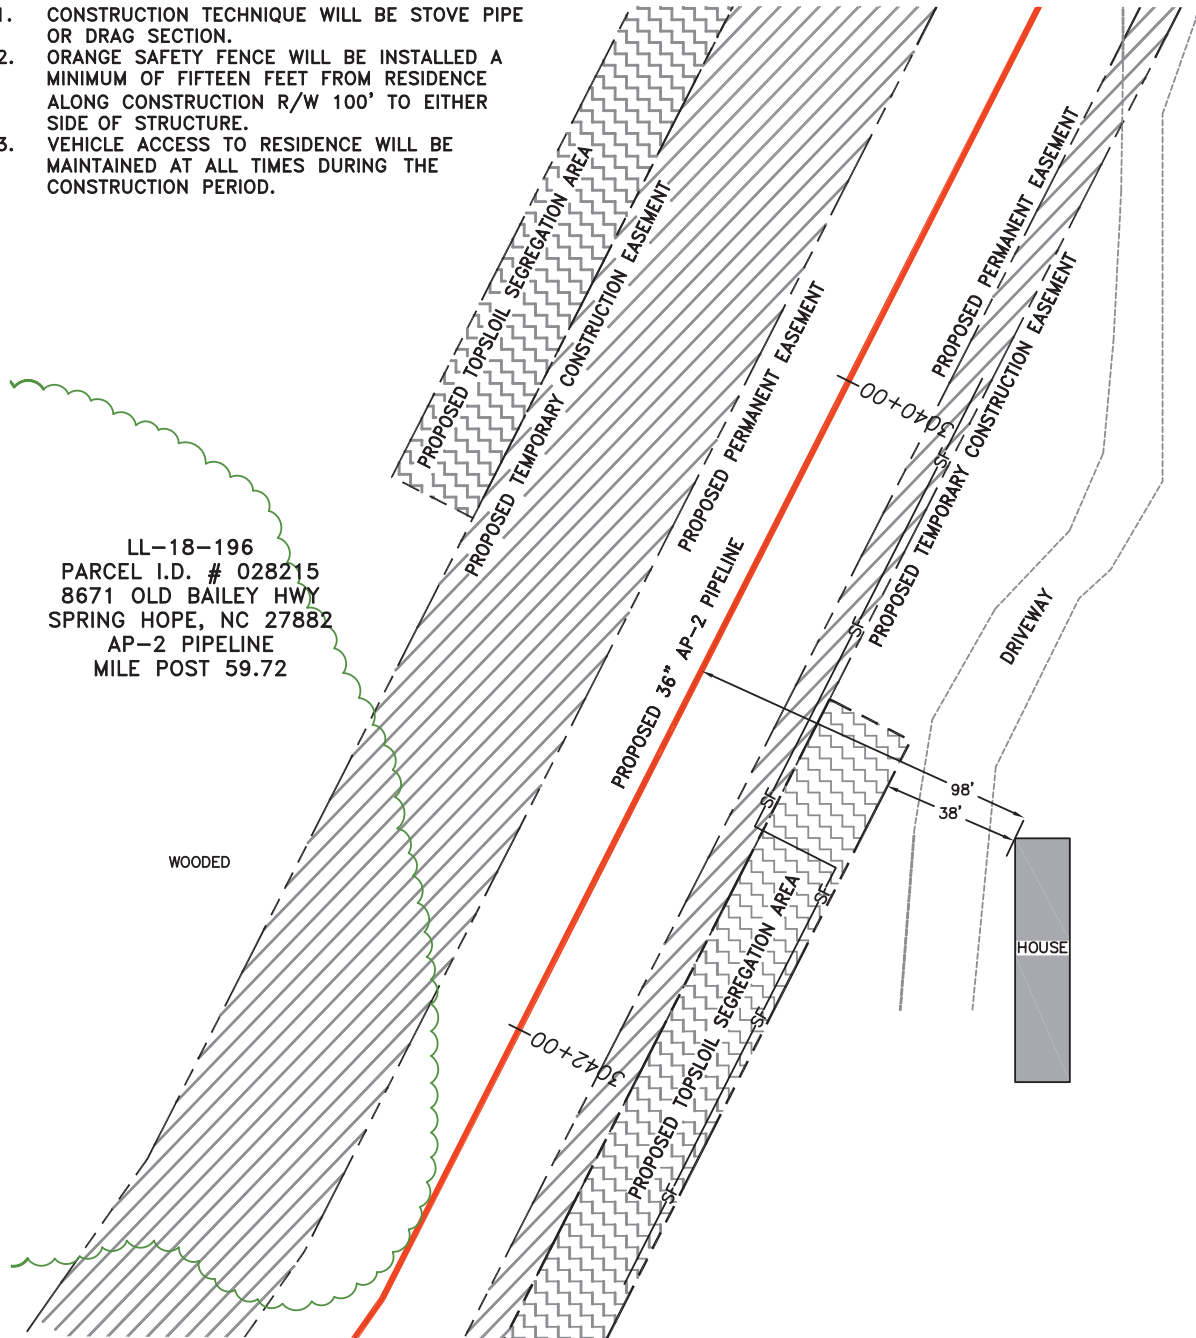 1. CONSTRUCTION TECHNIQUE WILL BE STOVE PIPE
OR DRAG SECTION.
2. ORANGE SAFETY FENCE WILL BE INSTALLED A
MINIMUM OF FIFTEEN FEET FROM RESIDENCE
ALONG CONSTRUCTION R/W 100' TO EITHER
SIDE OF STRUCTURE.
3. VEHICLE ACCESS TO RESIDENCE WILL BE
MAINTAINED AT ALL TIMES DURING THE
CONSTRUCTION PERIOD.
PROPOSED TOPSLOIL SEGREGATION AREA
PROPOSED TEMPORARY CONSTRUCTION EASEMENT
PROPOSED PERMANENT EASEMENT
PROPOSED PERMANENT EASEMENT
PROPOSED TEMPORARY CONSTRUCTION EASEMENT
3040+00
SF
LL-18-196
PARCEL I.D. # 028215
8671 OLD BAILEY HWY
SPRING HOPE, NC 27882
AP-2 PIPELINE
MILE POST 59.72
PROPOSED 36" AP-2 PIPELINE
SF
DRIVEWAY
98'
38'
SF
WOODED
SF
HOUSE
PROPOSED TOPSLOIL SEGREGATION AREA
SF
3042+00
SF